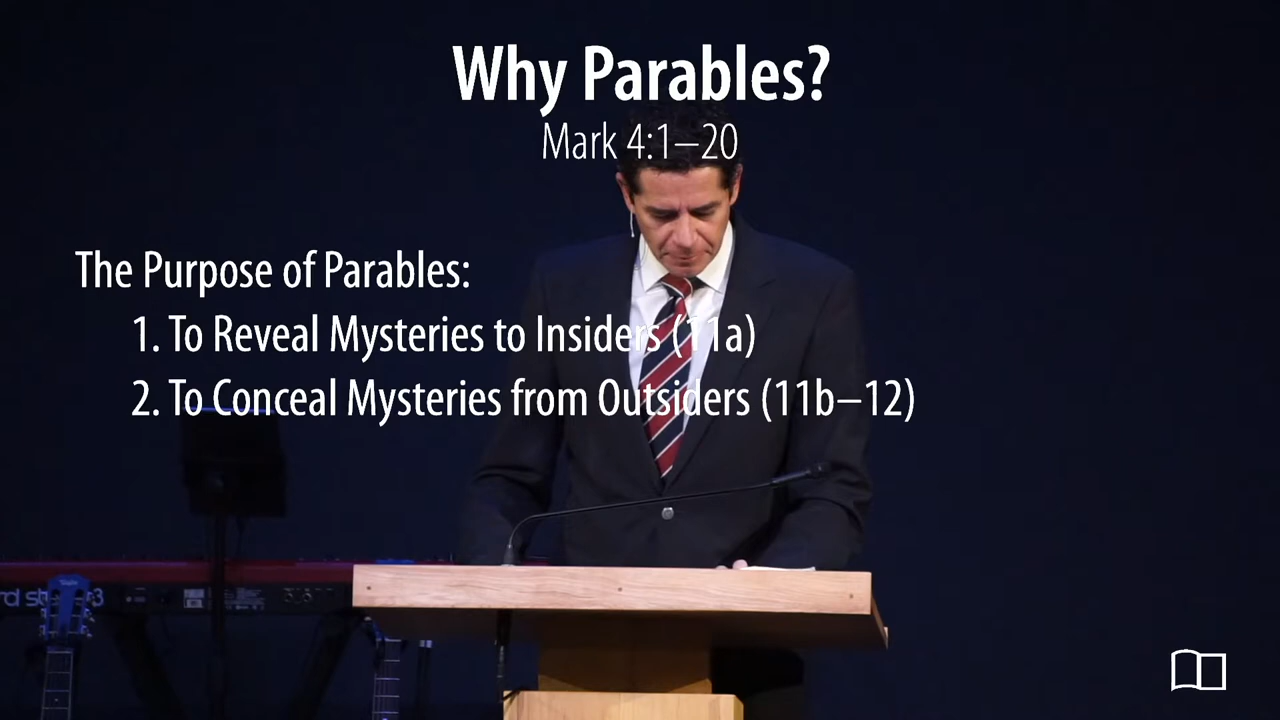 Why Parables?
Mark 4:1–20
The Purpose of Parables:
1. To Reveal Mysteries to Insiders (11a)
2. To Conceal Mysteries from Outsiders (11b–12)